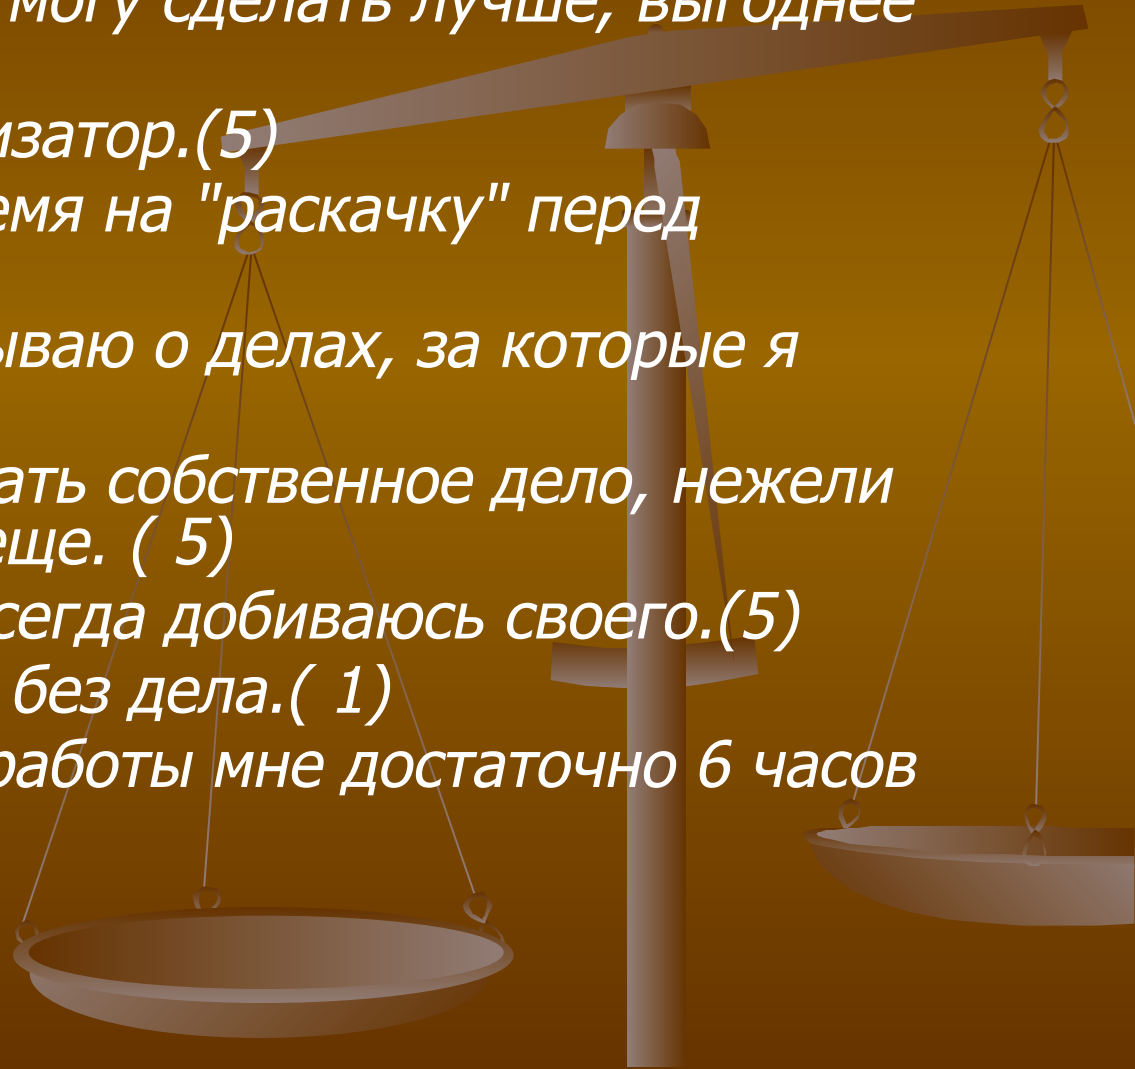 могу сделать лучше, выгоднее
изатор.(5)
емя на "раскачку" перед
ываю о делах, за которые я
ать собственное дело, нежели
еще. ( 5)
сегда добиваюсь своего.(5)
без дела.( 1)
работы мне достаточно 6 часов